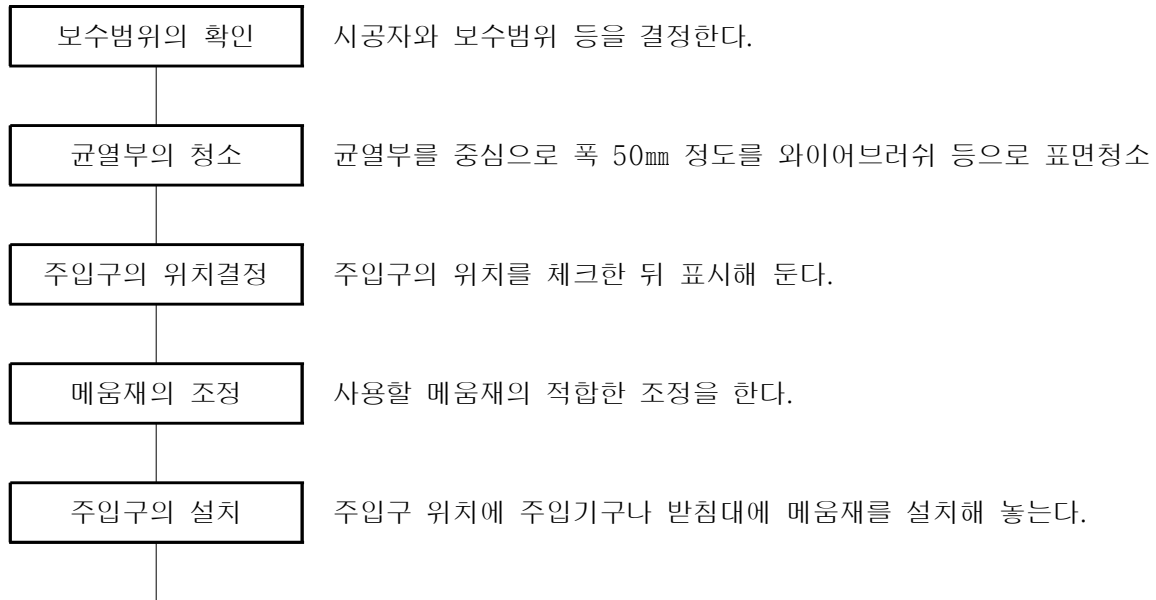 보수범위의 확인 시공자와 보수범위 등을 결정한다.
균열부의 청소 균열부를 중심으로 폭 50㎜ 정도를 와이어브러쉬 등으로 표면청소
주입구의 위치결정 주입구의 위치를 체크한 뒤 표시해 둔다.
메움재의 조정 사용할 메움재의 적합한 조정을 한다.
주입구의 설치 주입구 위치에 주입기구나 받침대에 메움재를 설치해 놓는다.